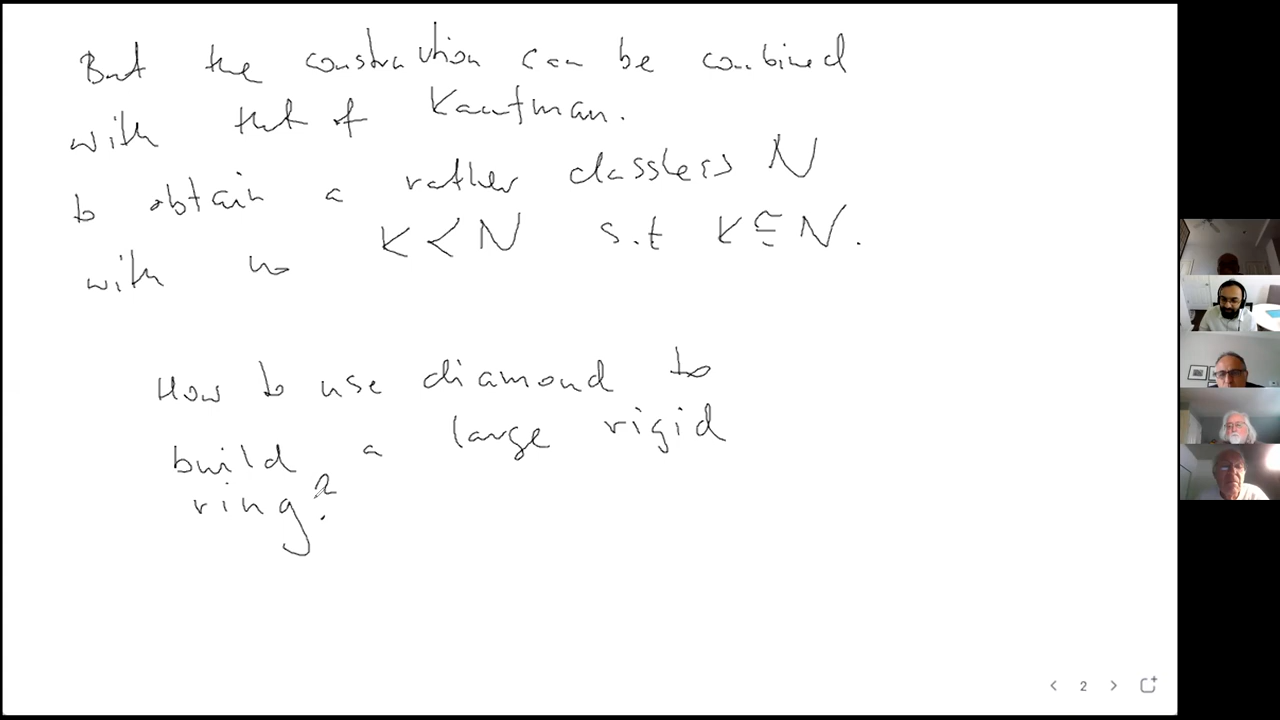 But the construction can be combined
with that of Kaufman.
to obtain a rather classless N
with no K ≺ N s.t K ⊆ N.
How to use diamond to
build a large rigid
ring?
2